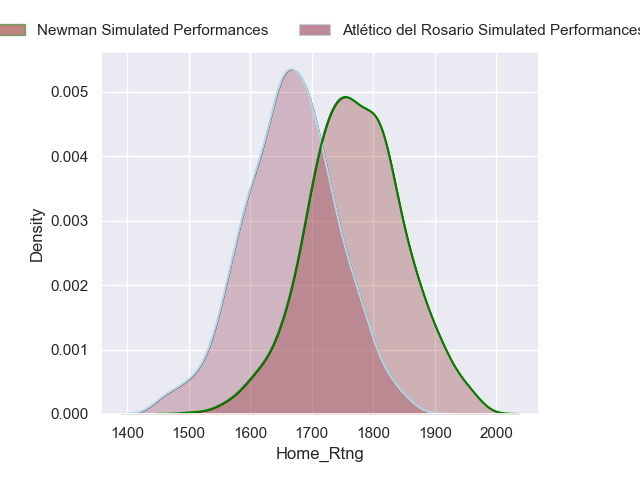 Newman Simulated Performances
Atlético del Rosario Simulated Performances
0.005
0.004
0.003
0.002
0.001
0.000
Density
1400 1500 1600 1700 1800 1900 2000
Home_Rtng